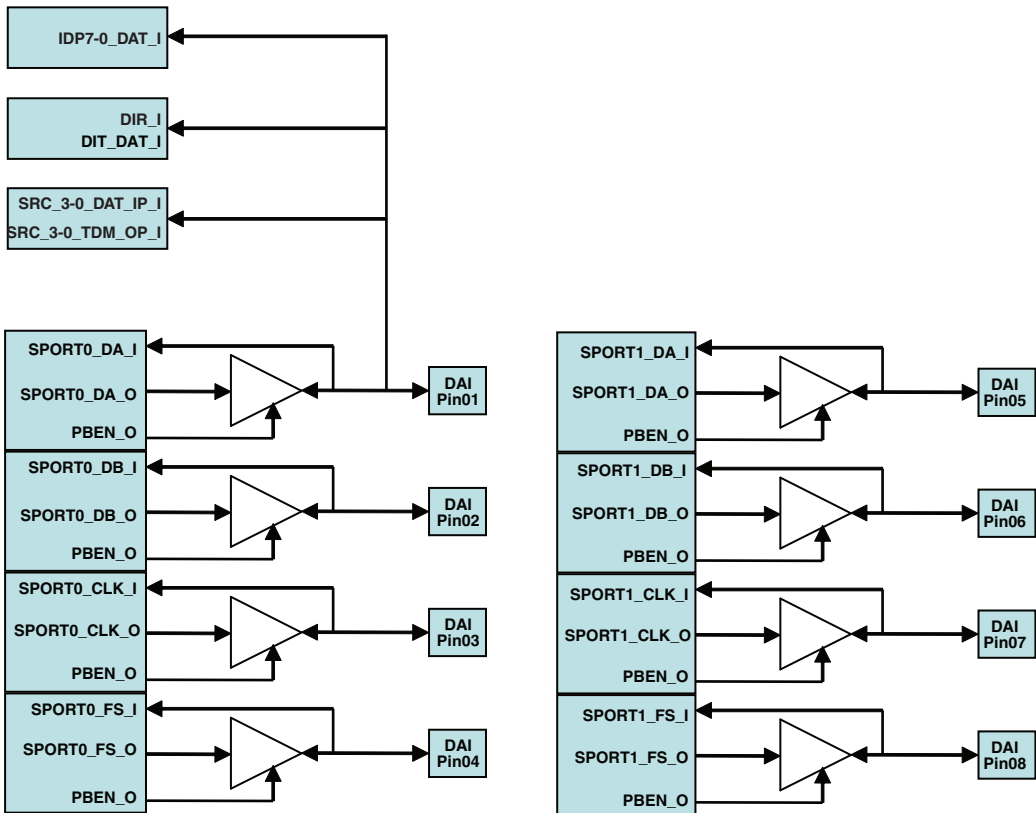 IDP7-0_DAT_I
DIR_I
DIT_DAT_I
SRC_3-0_DAT_IP_I
SRC_3-0_TDM_OP_I
SPORT0_DA_I
SPORT0_DA_O
PBEN_O
DAI
Pin01
SPORT0_DB_I
SPORT0_DB_O
PBEN_O
DAI
Pin02
SPORT0_CLK_I
SPORT0_CLK_O
PBEN_O
DAI
Pin03
SPORT0_FS_I
SPORT0_FS_O
PBEN_O
DAI
Pin04
SPORT1_DA_I
SPORT1_DA_O
PBEN_O
DAI
Pin05
SPORT1_DB_I
SPORT1_DB_O
PBEN_O
DAI
Pin06
SPORT1_CLK_I
SPORT1_CLK_O
PBEN_O
DAI
Pin07
SPORT1_FS_I
SPORT1_FS_O
PBEN_O
DAI
Pin08